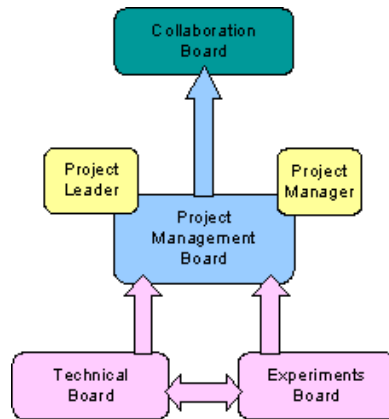 Collaboration
Board
Project
Leader
Project
Manager
Project
Management
Board
Technical
Board
Experiments
Board